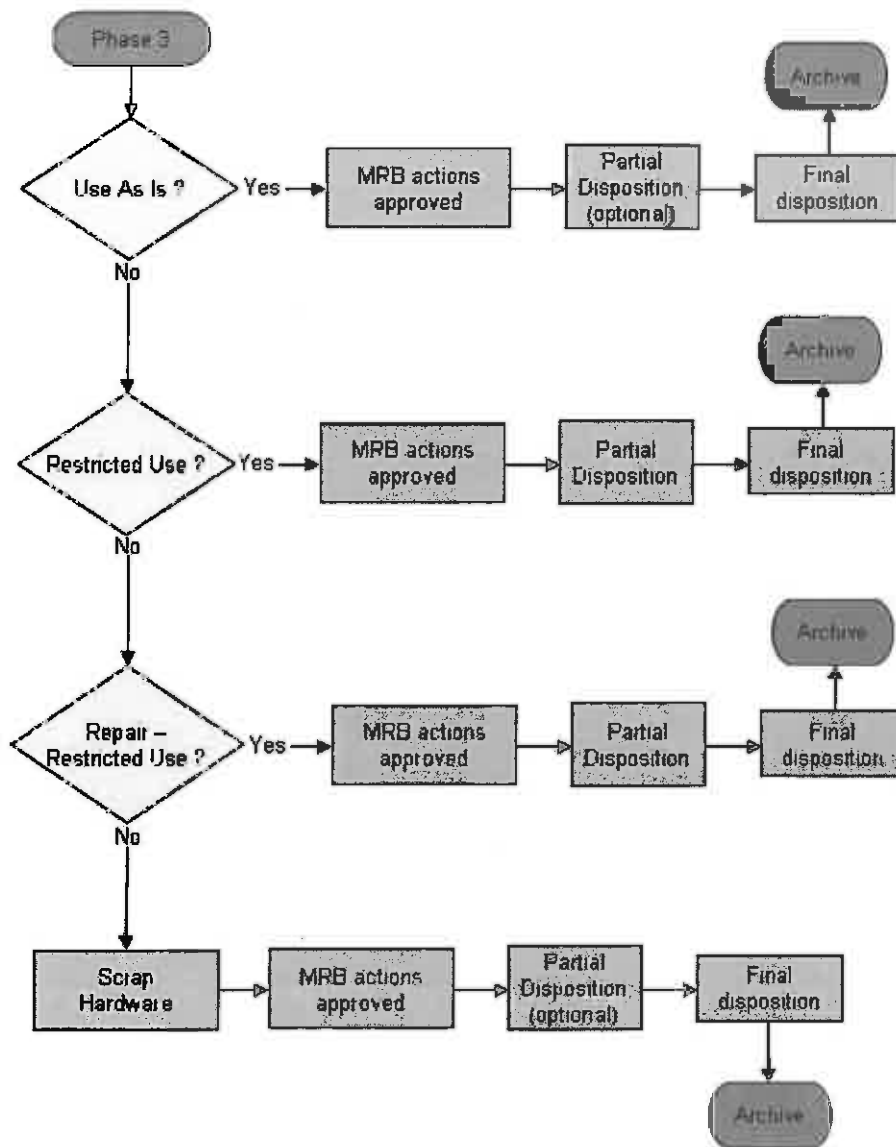 Phase 3
Archive
Use As Is ?
Yes
MRB actions
approved
Partial
Disposition
(optional)
Final
disposition
No
Archive
Restricted Use ?
Yes
MRB actions
approved
Partial
Disposition
Final
disposition
No
Archive
Repair –
Restricted Use ?
Yes
MRB actions
approved
Partial
Disposition
Final
disposition
No
Scrap
Hardware
MRB actions
approved
Partial
Disposition
(optional)
Final
disposition
Archive